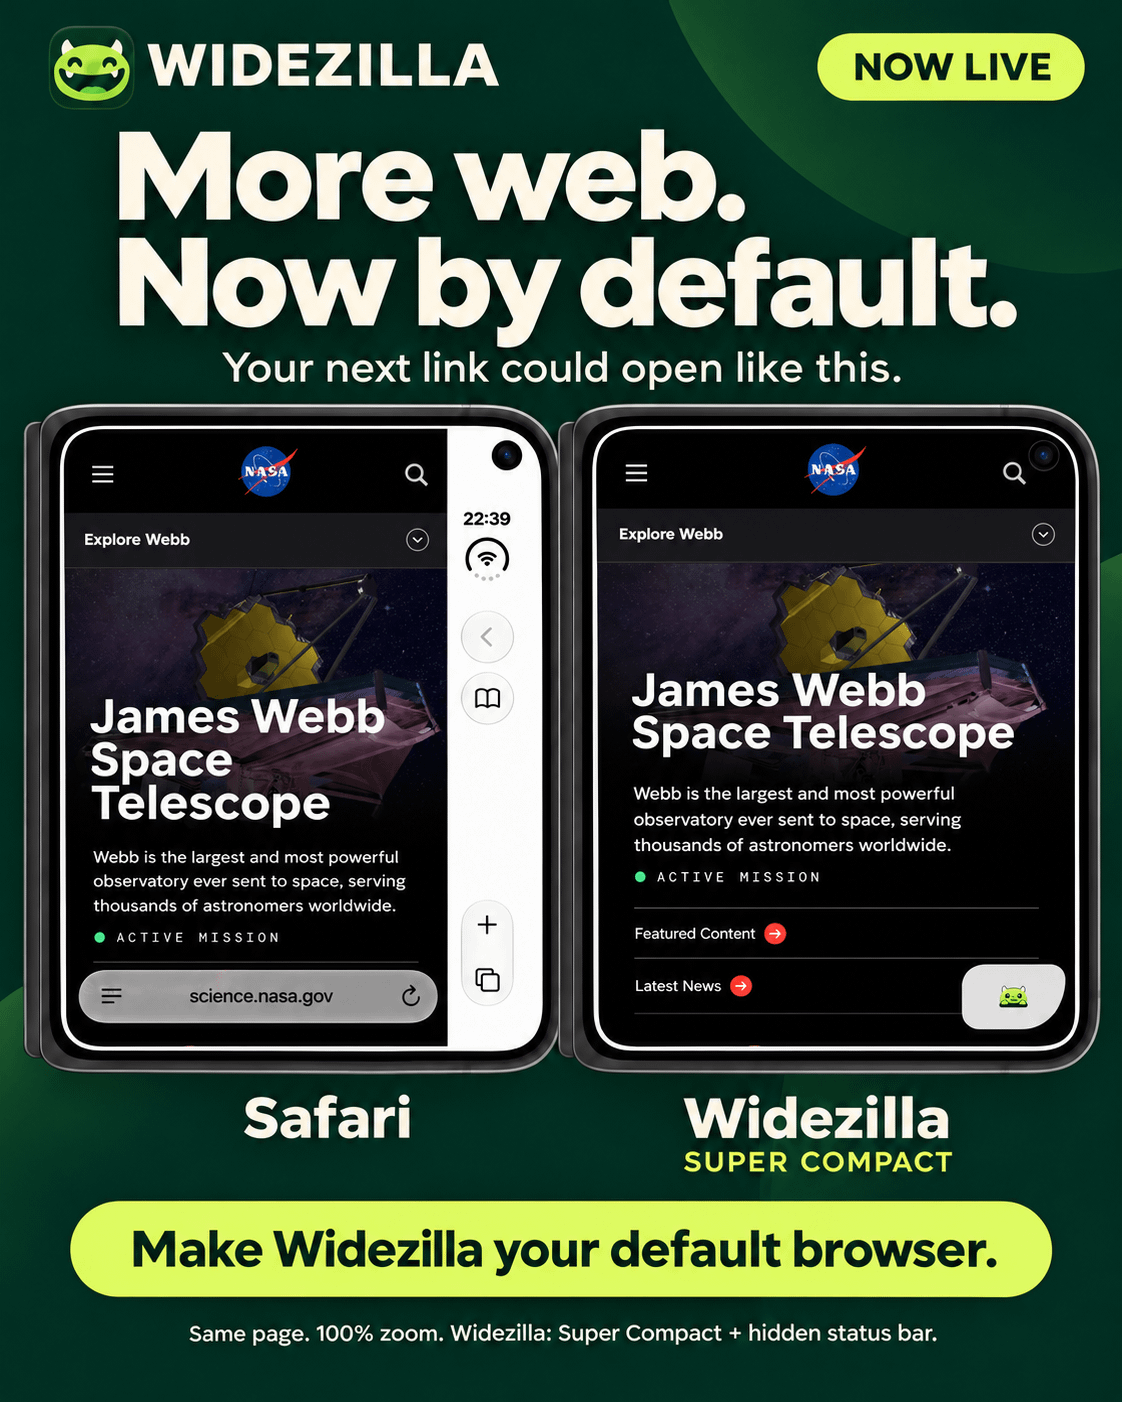 WIDEZILLA
NOW LIVE
More web.
Now by default.
Your next link could open like this.
NASA
Explore Webb
22:39
James Webb
Space
Telescope
Webb is the largest and most powerful
observatory ever sent to space, serving
thousands of astronomers worldwide.
ACTIVE MISSION
science.nasa.gov
NASA
Explore Webb
James Webb
Space Telescope
Webb is the largest and most powerful
observatory ever sent to space, serving
thousands of astronomers worldwide.
ACTIVE MISSION
Featured Content
Latest News
Safari
Widezilla
SUPER COMPACT
Make Widezilla your default browser.
Same page. 100% zoom. Widezilla: Super Compact + hidden status bar.